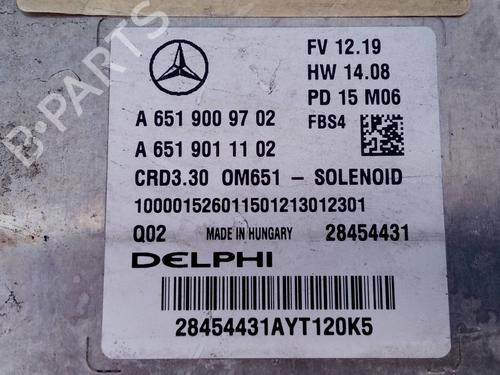 FV 12.19
HW 14.08
PD 15 M06
A 651 900 97 02
FBS4
A 651 901 11 02
CRD3.30 OM651 - SOLENOID
100001526011501213012301
Q02 MADE IN HUNGARY 28454431
DELPHI
28454431AYT120K5